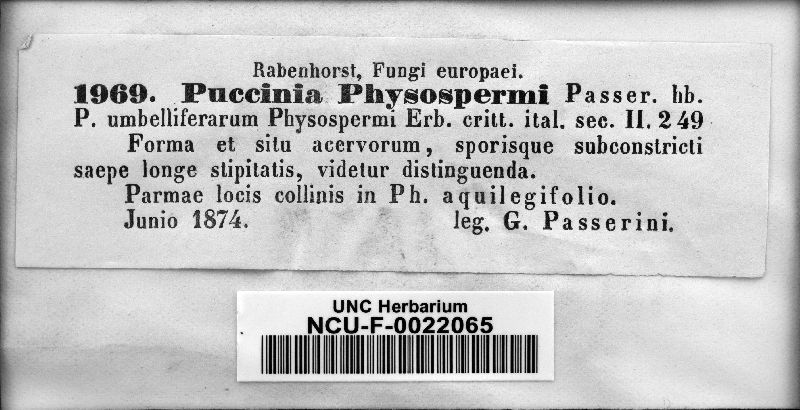 Rabenhorst, Fungi europaei.
1969. Puccinia Physospermi Passer. hb.
P. umbelliferarum Physospermi Erb. critt. ital. sec. II. 249
Forma et situ acervorum, sporisque subconstricti
saepe longe stipitatis, videtur distinguenda.
Parmae locis collinis in Ph. aquilegifolio.
Junio 1874. leg. G. Passerini.
UNC Herbarium
NCU-F-0022065